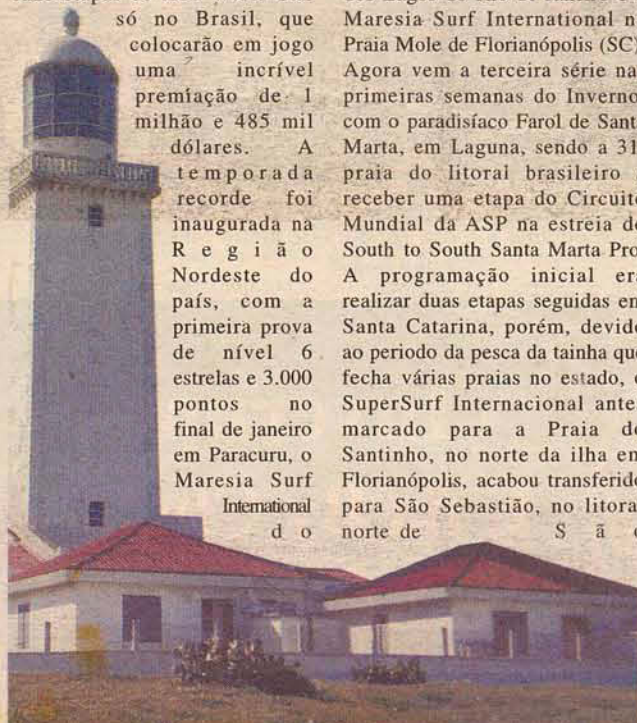 só no Brasil, que
colocarão em jogo
uma incrível
premiação de 1
milhão e 485 mil
dólares. A
temporada
recorde foi
inaugurada na
Região
Nordeste do
país, com a
primeira prova
de nível 6
estrelas e 3.000
pontos no
final de janeiro
em Paracuru, o
Maresia Surf
International
do
Maresia Surf International n
Praia Mole de Florianópolis (SC)
Agora vem a terceira série na
primeiras semanas do Inverno
com o paradisíaco Farol de Sant
Marta, em Laguna, sendo a 31
praia do litoral brasileiro
receber uma etapa do Circuito
Mundial da ASP na estreia do
South to South Santa Marta Pro
A programação inicial era
realizar duas etapas seguidas em
Santa Catarina, porém, devido
ao periodo da pesca da tainha que
fecha várias praias no estado, o
SuperSurf Internacional ante
marcado para a Praia do
Santinho, no norte da ilha em
Florianópolis, acabou transferido
para São Sebastião, no litora
norte de Sã